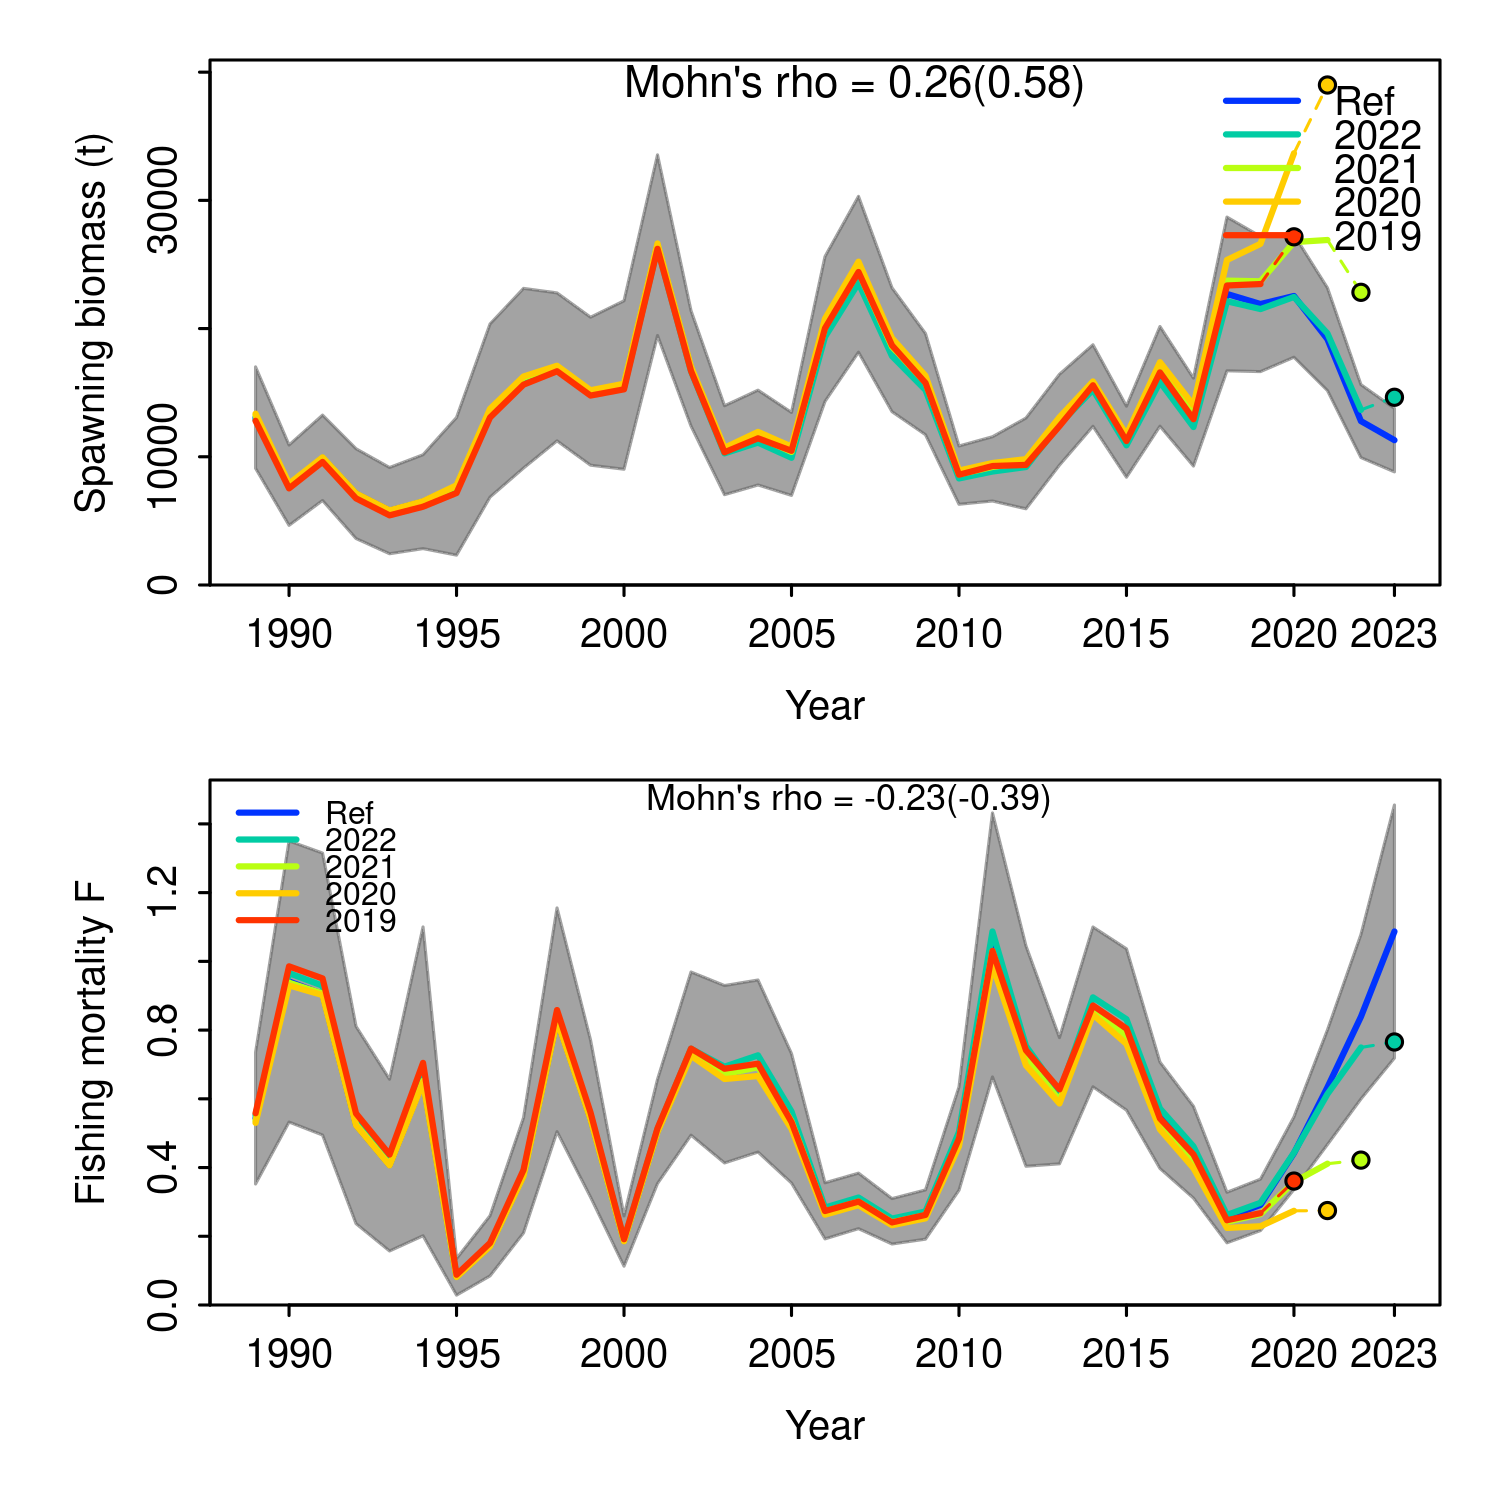 Mohn's rho = 0.26(0.58)
Ref
2022
2021
2020
2019
Spawning biomass (t)
30000
10000
0
1990 1995 2000 2005 2010 2015 2020 2023
Year
Mohn's rho = -0.23(-0.39)
Ref
2022
2021
2020
2019
Fishing mortality F
1.2
0.8
0.4
0.0
1990 1995 2000 2005 2010 2015 2020 2023
Year